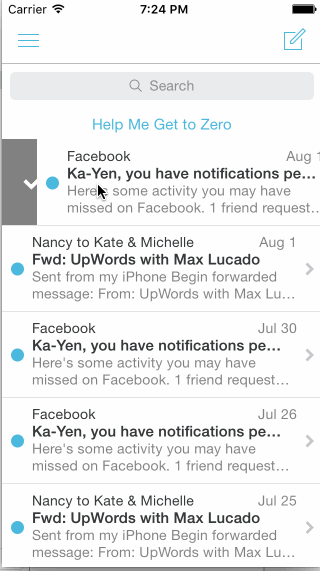 Carrier 7:24 PM
Search
Help Me Get to Zero
Facebook Aug 1
Ka-Yen, you have notifications pe...
Here's some activity you may have
missed on Facebook. 1 friend request...
Nancy to Kate & Michelle Aug 1
Fwd: UpWords with Max Lucado
Sent from my iPhone Begin forwarded
message: From: UpWords with Max Lu...
Facebook Jul 30
Ka-Yen, you have notifications pe...
Here's some activity you may have
missed on Facebook. 1 friend request...
Facebook Jul 26
Ka-Yen, you have notifications pe...
Here's some activity you may have
missed on Facebook. 1 friend request...
Nancy to Kate & Michelle Jul 25
Fwd: UpWords with Max Lucado
Sent from my iPhone Begin forwarded
message: From: UpWords with Max Lu...